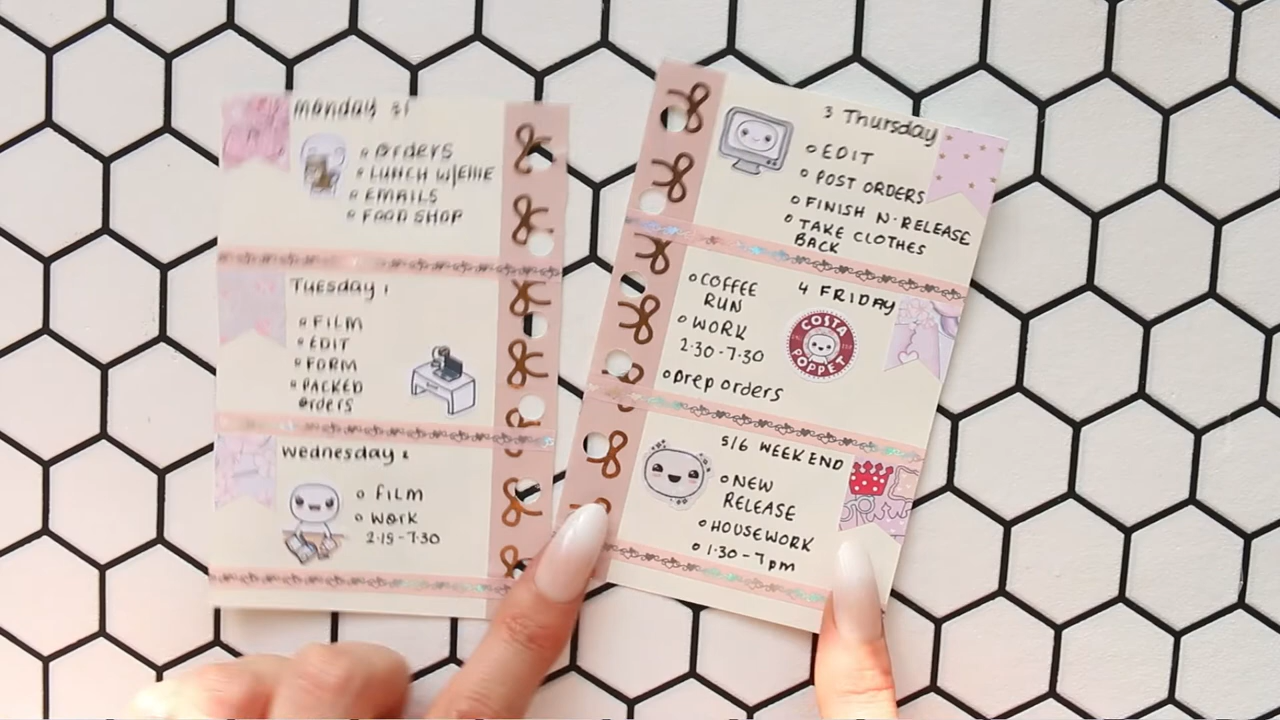 monday 31
orders
LUNCH W/ELLIE
EMAILS
FOOD SHOP
Tuesday 1
FILM
EDIT
FORM
PACKED
orders
Wednesday 2
FILM
WORK
2:15-7:30
3 Thursday
EDIT
POST ORDERS
FINISH N·RELEASE
TAKE CLOTHES
BACK
4 FRIDAY
COFFEE
RUN
WORK
2:30-7:30
Prep orders
COSTA
POPPET
5/6 WEEKEND
NEW
RELEASE
HOUSEWORK
1:30-7pm